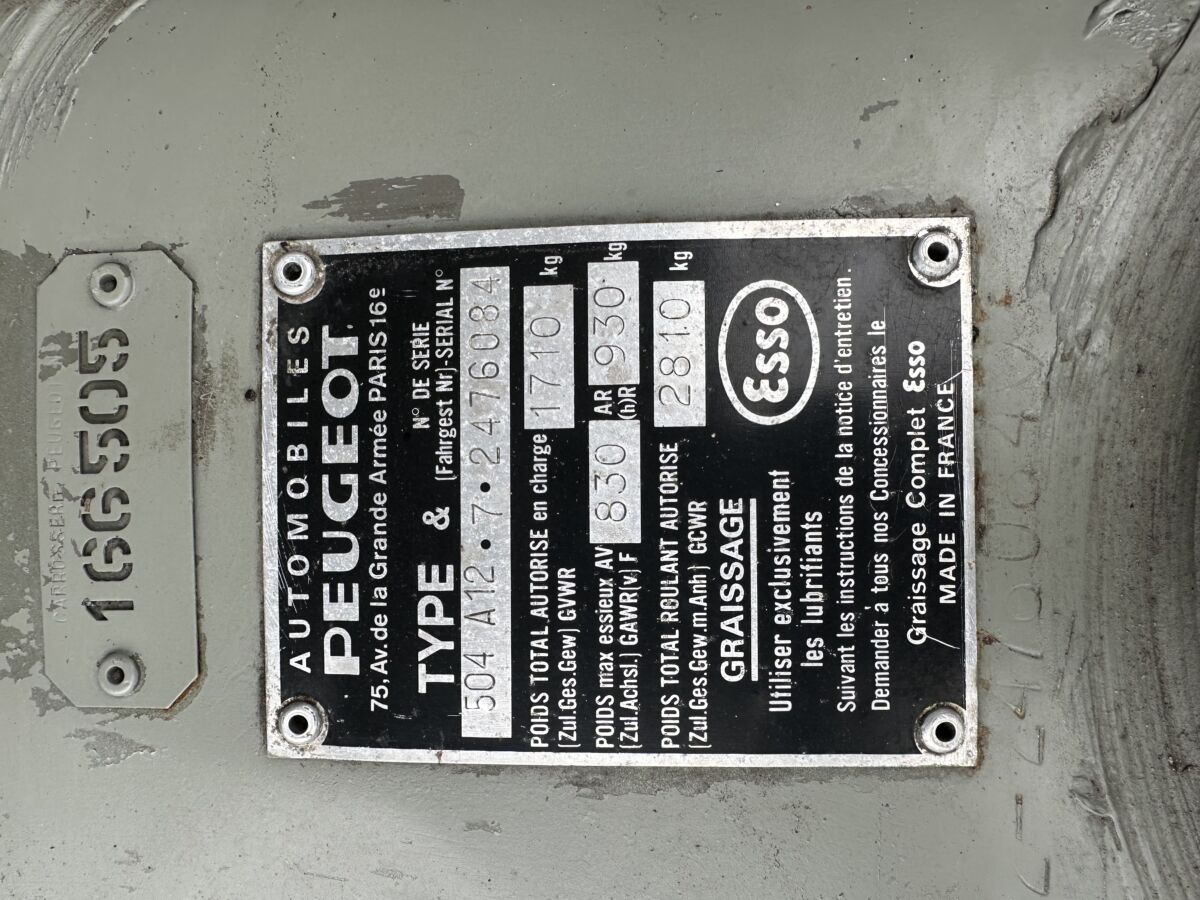 CARROSSERIE PEUGEOT
1665505
AUTOMOBILES
PEUGEOT
75, Av. de la Grande Armée PARIS 16e
TYPE & N° DE SERIE
(Fahrgest Nr)-SERIAL N°
504 A12•7•2476084
POIDS TOTAL AUTORISE en charge 1710 kg
(Zul.Ges.Gew) GVWR
POIDS max essieux AV 830 AR 930 kg
(Zul.Achsl.) GAWR(v) F (h)R
POIDS TOTAL ROULANT AUTORISE 2810 kg
(Zul.Ges.Gew.m.Anh) GCWR
GRAISSAGE
Utiliser exclusivement
les lubrifiants
Esso
Suivant les instructions de la notice d'entretien.
Demander à tous nos Concessionnaires le
Graissage Complet Esso
MADE IN FRANCE